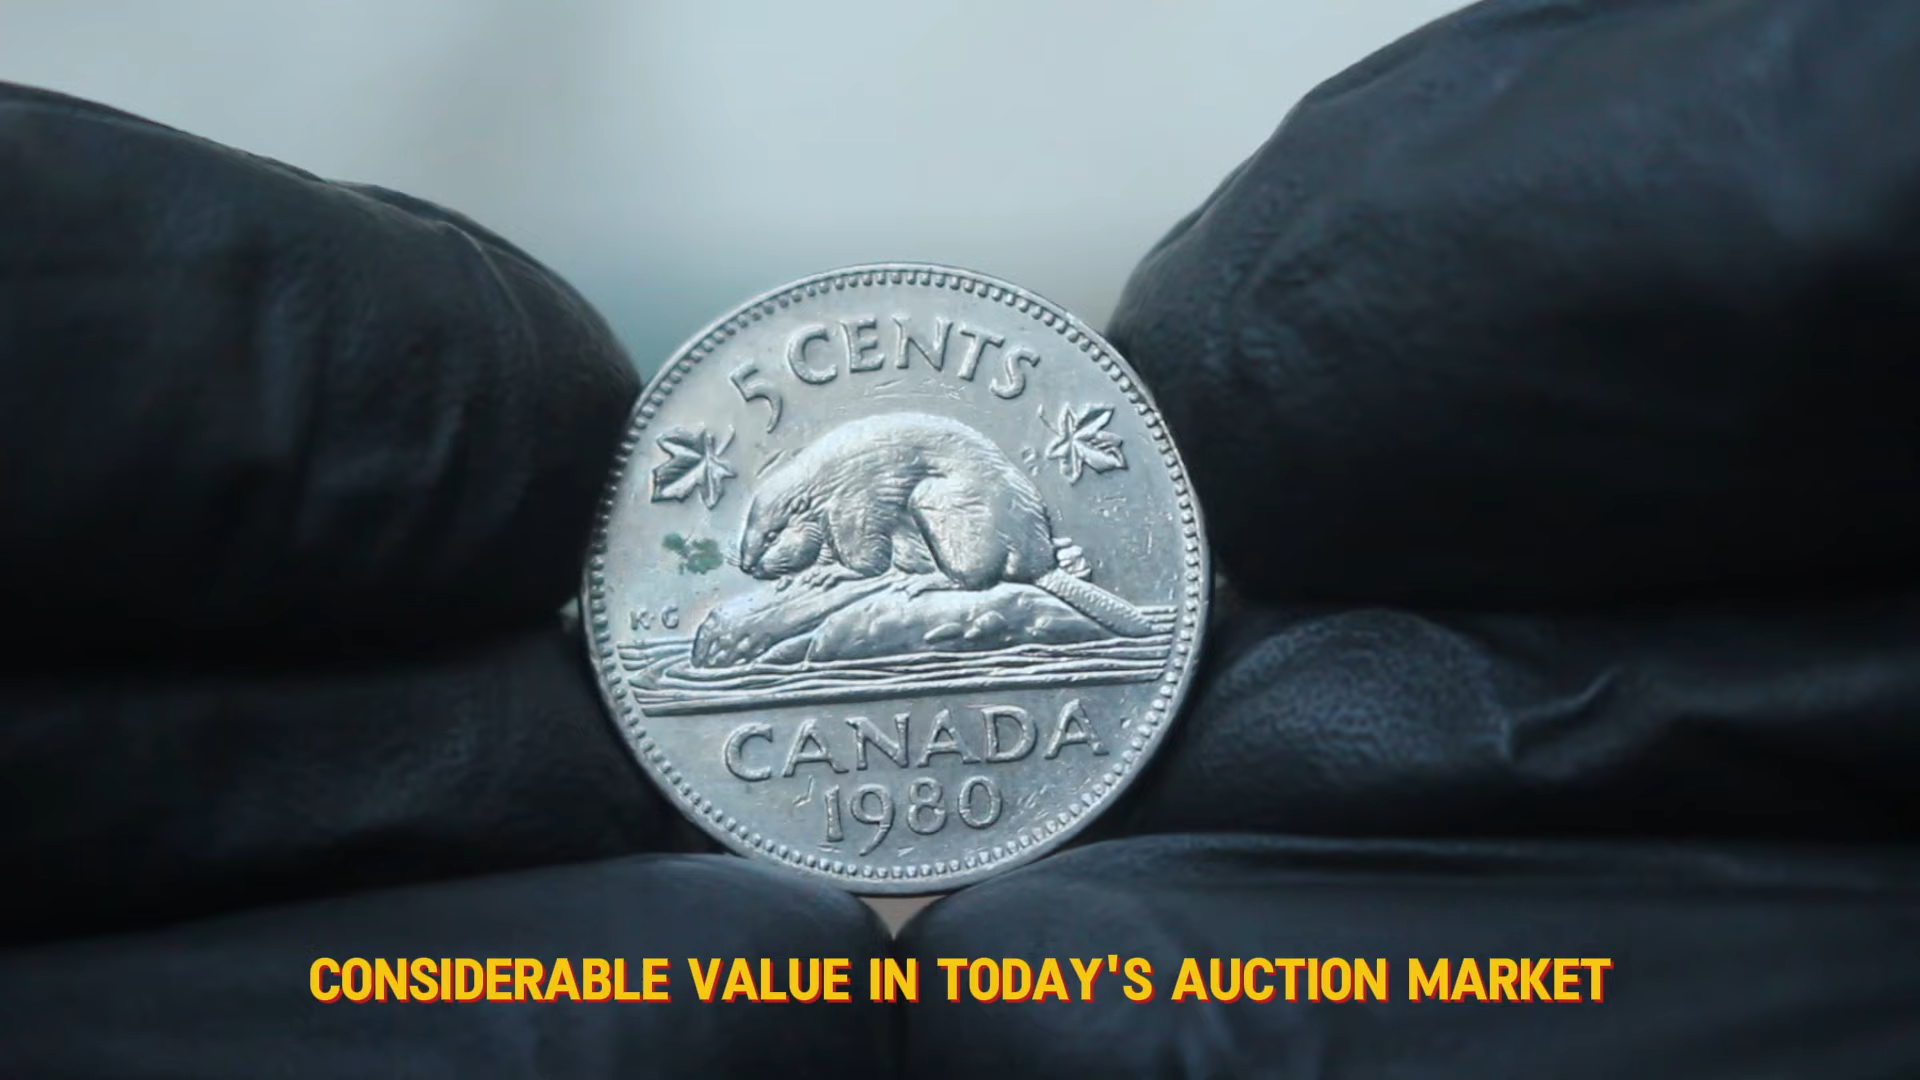 5 CENTS
K·G
CANADA
1980
CONSIDERABLE VALUE IN TODAY'S AUCTION MARKET